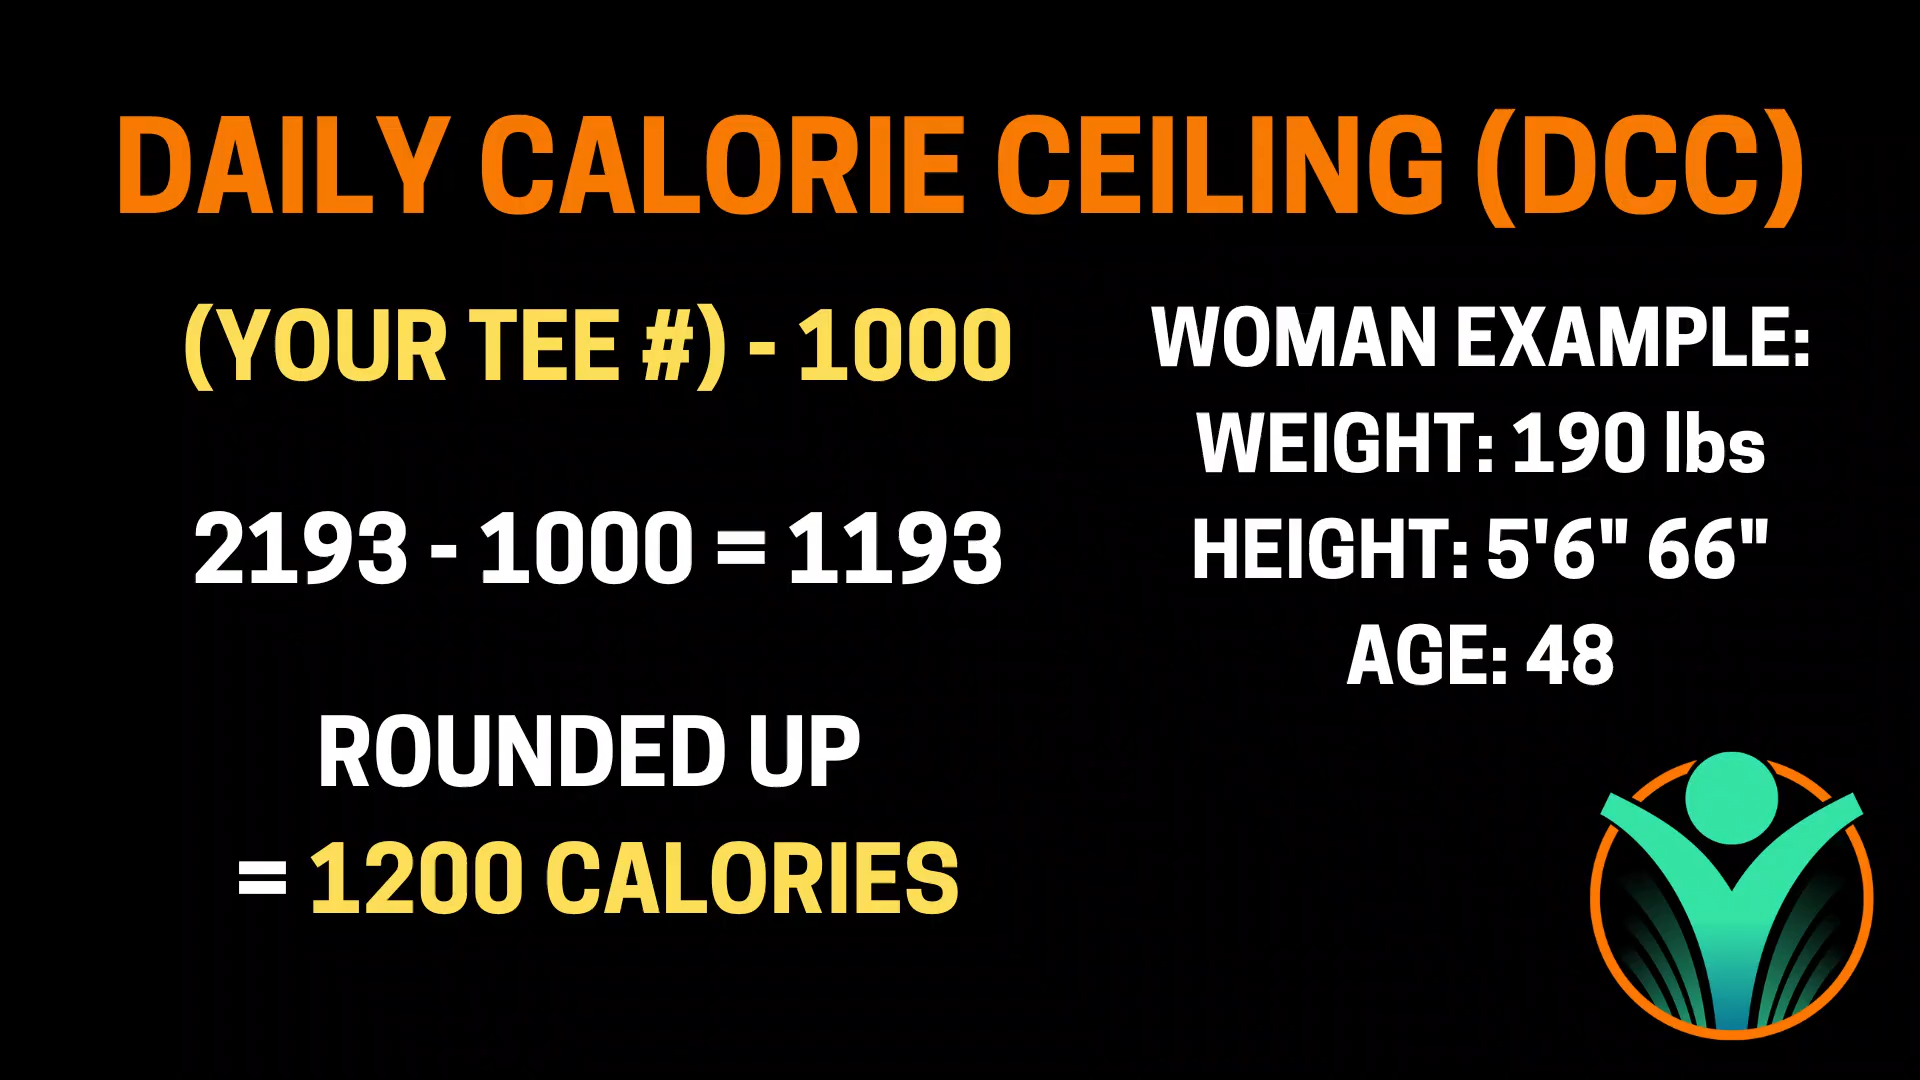 DAILY CALORIE CEILING (DCC)
(YOUR TEE #) - 1000
2193 - 1000 = 1193
ROUNDED UP
= 1200 CALORIES
WOMAN EXAMPLE:
WEIGHT: 190 lbs
HEIGHT: 5'6" 66"
AGE: 48